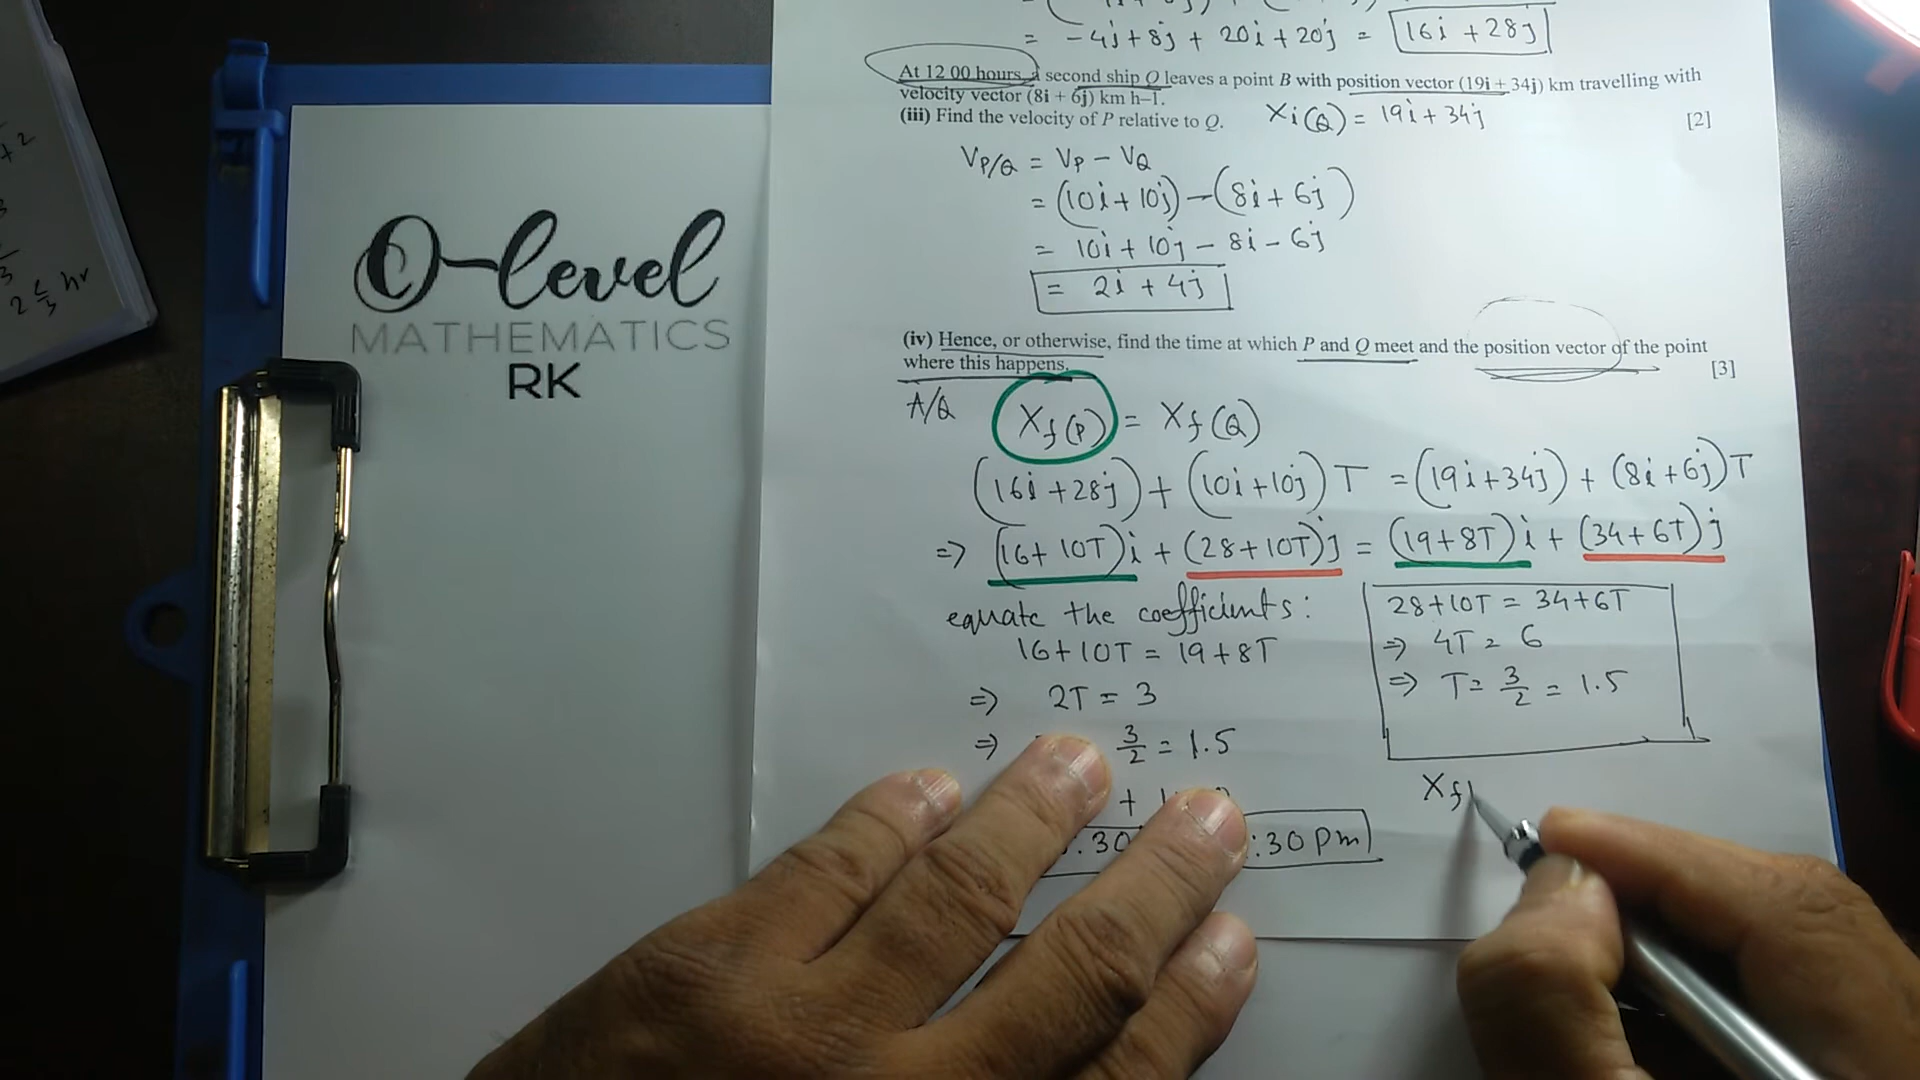 = -4j + 8j + 20i + 20j = 16i + 28j
At 12 00 hours, a second ship Q leaves a point B with position vector (19i + 34j) km travelling with
velocity vector (8i + 6j) km h–1.
(iii) Find the velocity of P relative to Q. Xi(Q) = 19i + 34j [2]
VP/Q = VP - VQ
= (10i + 10j) - (8i + 6j)
= 10i + 10j - 8i - 6j
= 2i + 4j
(iv) Hence, or otherwise, find the time at which P and Q meet and the position vector of the point
where this happens. [3]
A/Q Xf(P) = Xf(Q)
(16i + 28j) + (10i + 10j) T = (19i + 34j) + (8i + 6j) T
=> (16 + 10T)i + (28 + 10T)j = (19 + 8T)i + (34 + 6T)j
equate the coefficients:
16 + 10T = 19 + 8T
=> 2T = 3
=> 3/2 = 1.5
+
.30 :30 pm
28 + 10T = 34 + 6T
=> 4T = 6
=> T = 3/2 = 1.5
Xf
O-level
MATHEMATICS
RK
+ 2
3
3
2 2/3 hr